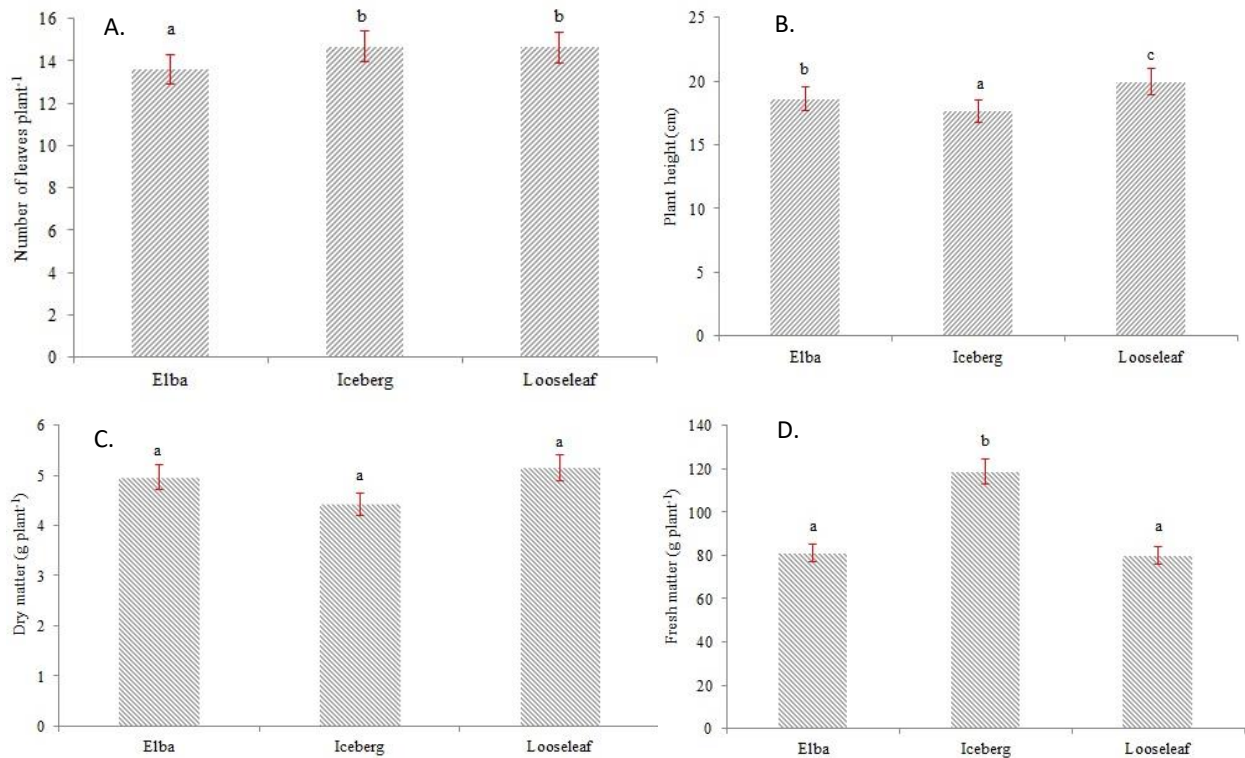 A.
Number of leaves plant⁻¹
16
14
12
10
8
6
4
2
0
a
b
b
Elba
Iceberg
Looseleaf
B.
Plant height (cm)
25
20
15
10
5
0
b
a
c
Elba
Iceberg
Looseleaf
C.
Dry matter (g plant⁻¹)
6
5
4
3
2
1
0
a
a
a
Elba
Iceberg
Looseleaf
D.
Fresh matter (g plant⁻¹)
140
120
100
80
60
40
20
0
a
b
a
Elba
Iceberg
Looseleaf